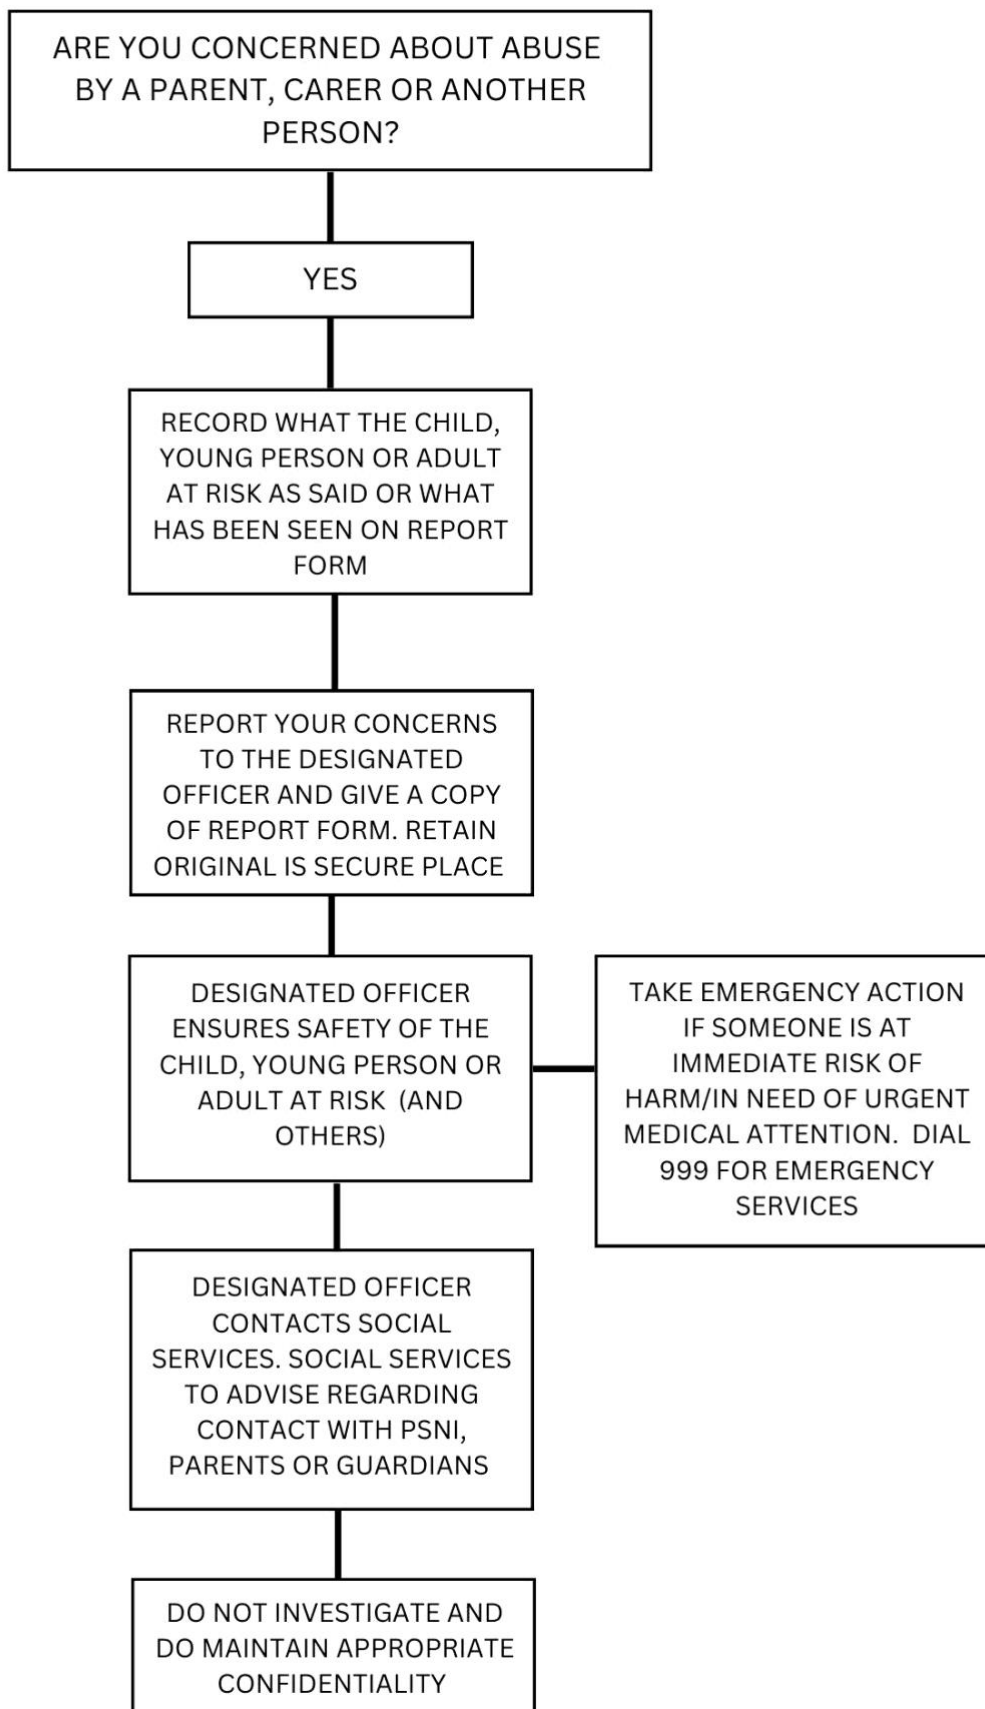 ARE YOU CONCERNED ABOUT ABUSE
BY A PARENT, CARER OR ANOTHER
PERSON?
YES
RECORD WHAT THE CHILD,
YOUNG PERSON OR ADULT
AT RISK AS SAID OR WHAT
HAS BEEN SEEN ON REPORT
FORM
REPORT YOUR CONCERNS
TO THE DESIGNATED
OFFICER AND GIVE A COPY
OF REPORT FORM. RETAIN
ORIGINAL IS SECURE PLACE
DESIGNATED OFFICER
ENSURES SAFETY OF THE
CHILD, YOUNG PERSON OR
ADULT AT RISK (AND
OTHERS)
TAKE EMERGENCY ACTION
IF SOMEONE IS AT
IMMEDIATE RISK OF
HARM/IN NEED OF URGENT
MEDICAL ATTENTION. DIAL
999 FOR EMERGENCY
SERVICES
DESIGNATED OFFICER
CONTACTS SOCIAL
SERVICES. SOCIAL SERVICES
TO ADVISE REGARDING
CONTACT WITH PSNI,
PARENTS OR GUARDIANS
DO NOT INVESTIGATE AND
DO MAINTAIN APPROPRIATE
CONFIDENTIALITY